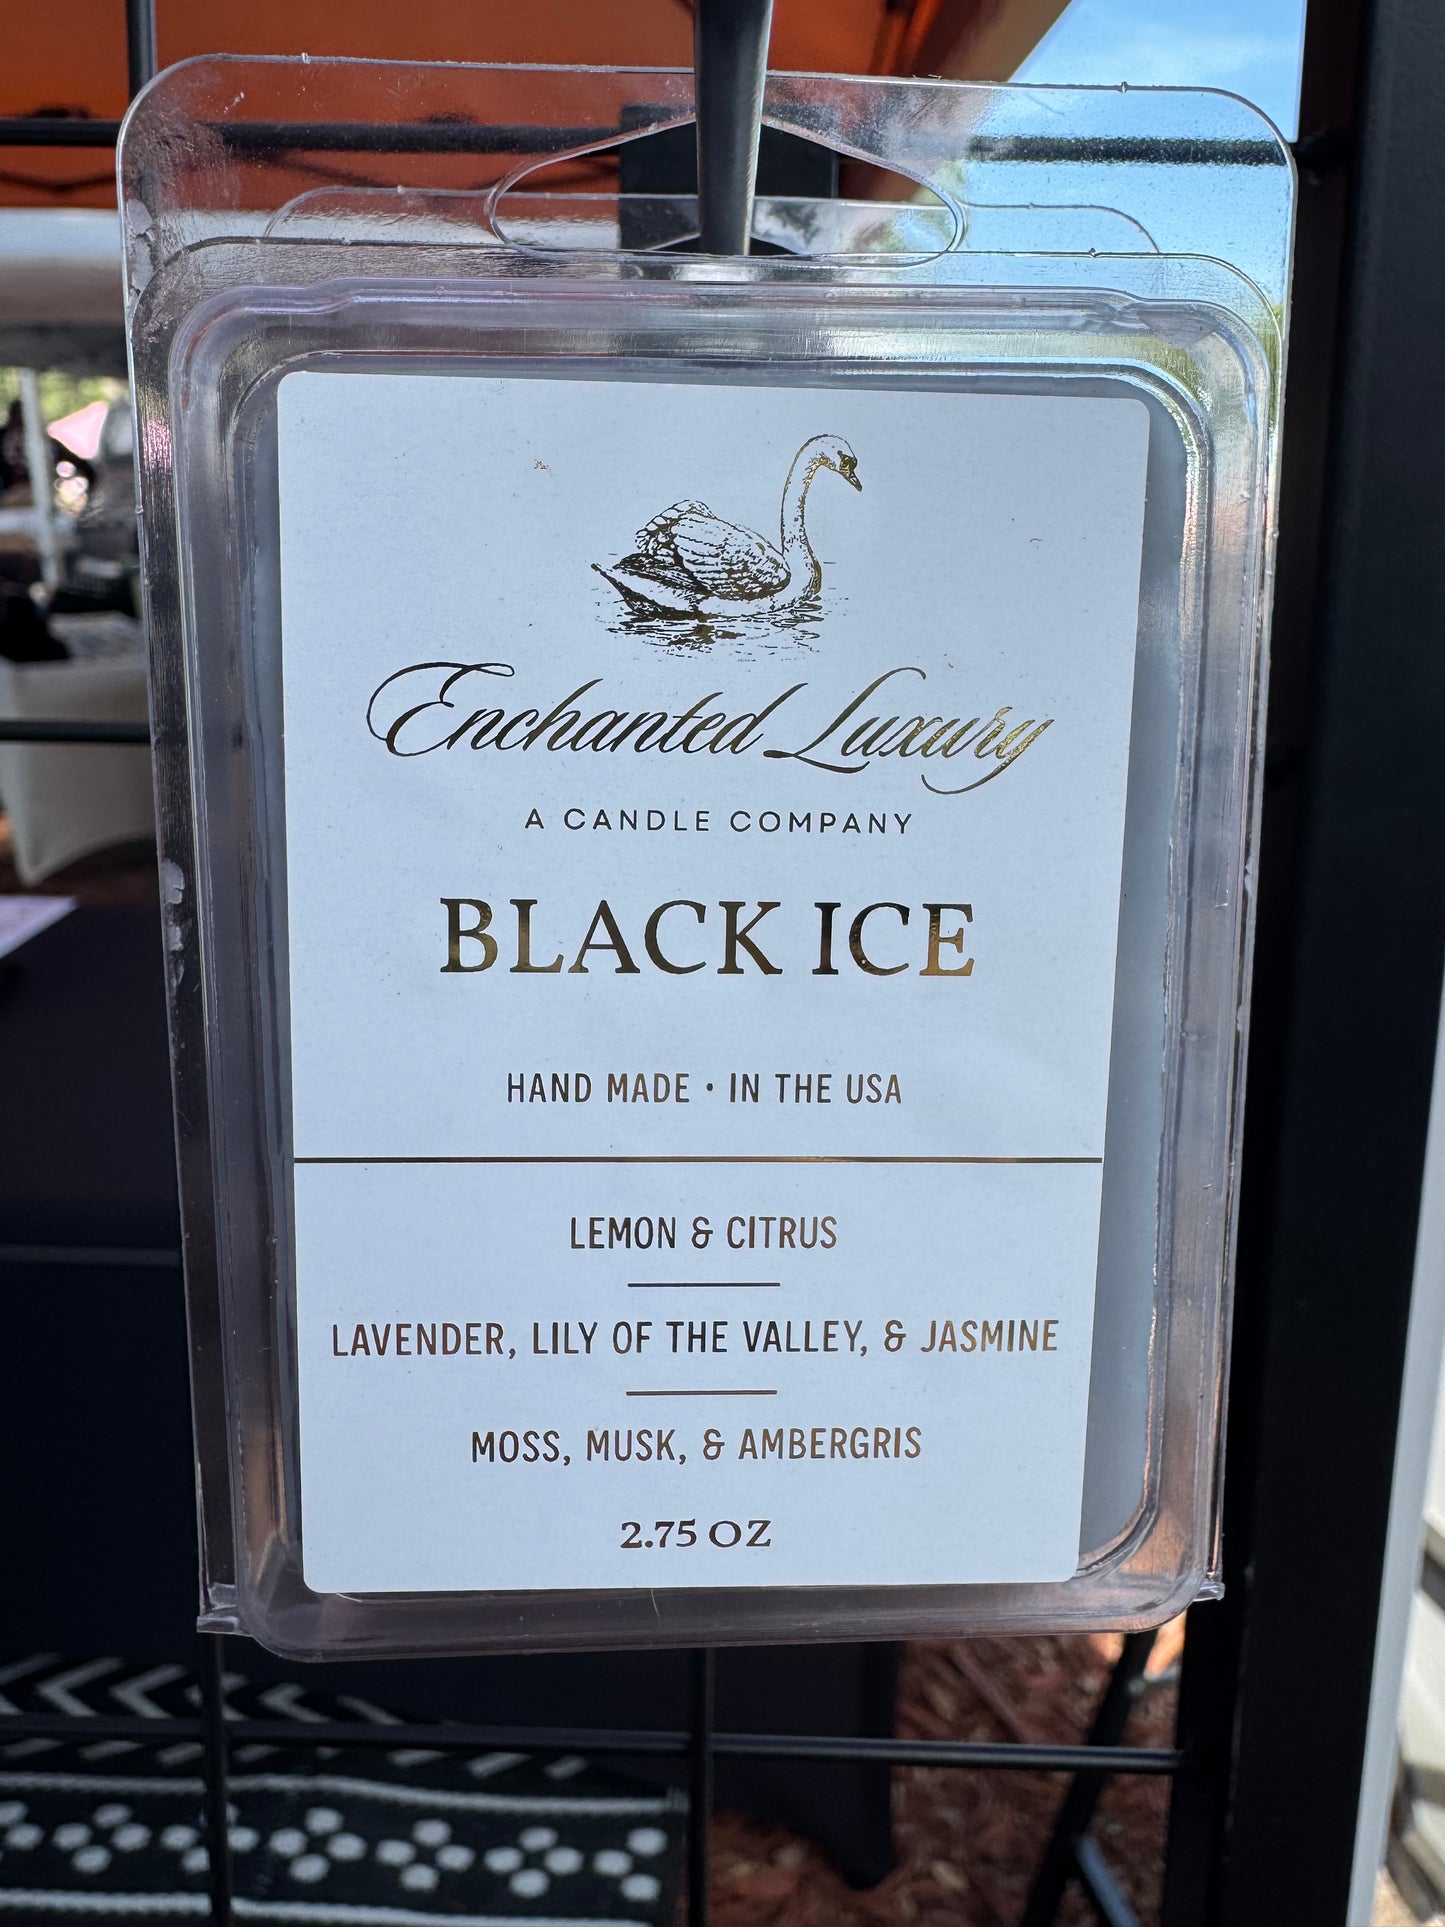 Enchanted Luxury
A CANDLE COMPANY
BLACK ICE
HAND MADE • IN THE USA
LEMON & CITRUS
LAVENDER, LILY OF THE VALLEY, & JASMINE
MOSS, MUSK, & AMBERGRIS
2.75 OZ